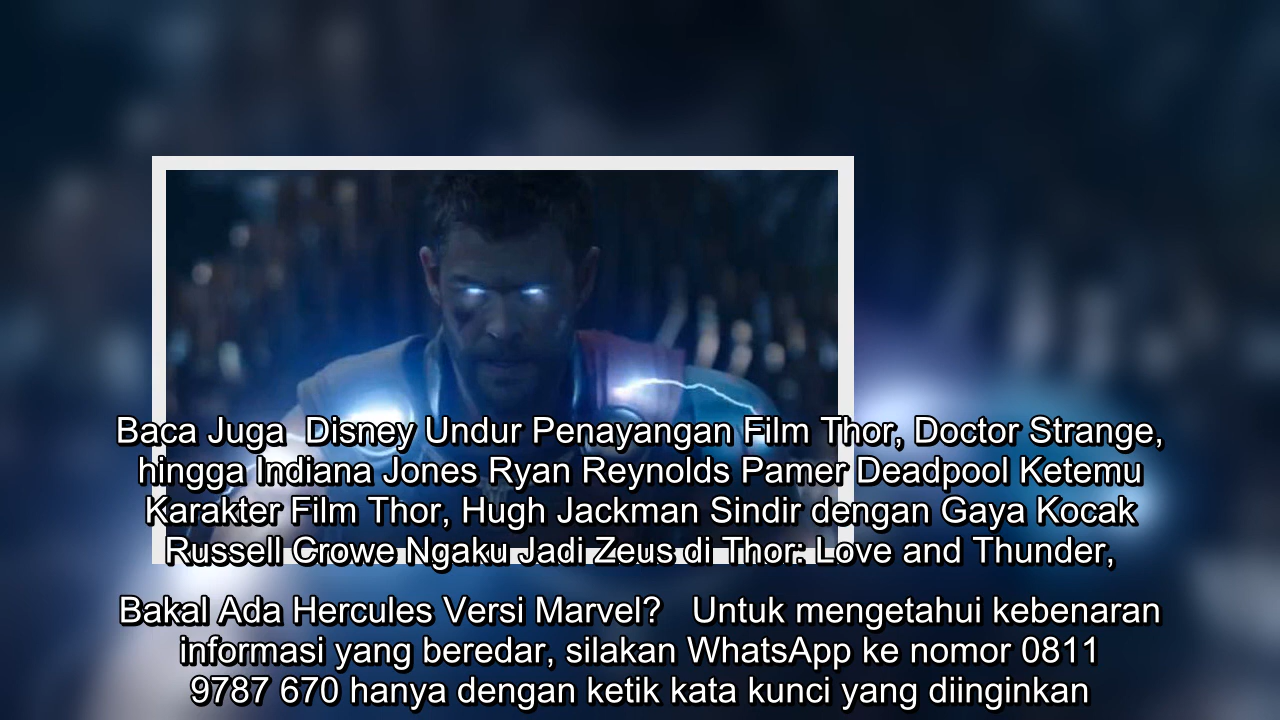 Baca Juga  Disney Undur Penayangan Film Thor, Doctor Strange,
hingga Indiana Jones Ryan Reynolds Pamer Deadpool Ketemu
Karakter Film Thor, Hugh Jackman Sindir dengan Gaya Kocak
Russell Crowe Ngaku Jadi Zeus di Thor: Love and Thunder,
Bakal Ada Hercules Versi Marvel?   Untuk mengetahui kebenaran
informasi yang beredar, silakan WhatsApp ke nomor 0811
9787 670 hanya dengan ketik kata kunci yang diinginkan